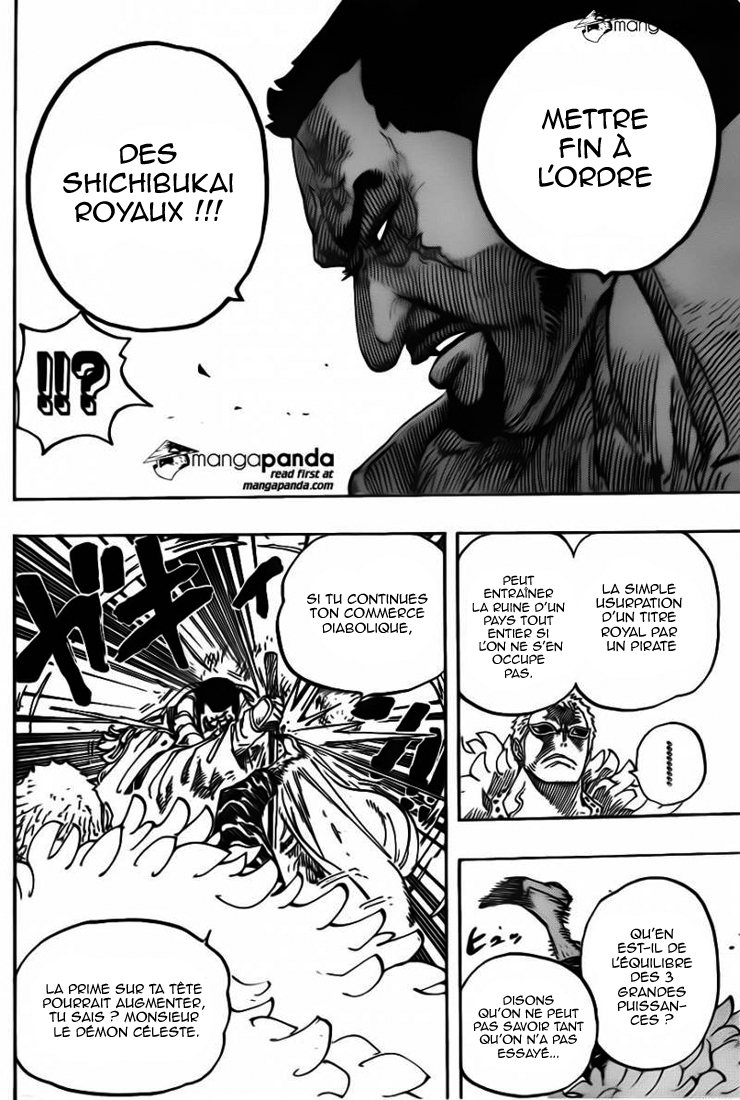 mang
METTRE
FIN À
L'ORDRE
DES
SHICHIBUKAI
ROYAUX !!!
!!?
mangapanda
read first at
mangapanda.com
LA SIMPLE
USURPATION
D'UN TITRE
ROYAL PAR
UN PIRATE
PEUT
ENTRAÎNER
LA RUINE D'UN
PAYS TOUT
ENTIER SI
L'ON NE S'EN
OCCUPE
PAS.
SI TU CONTINUES
TON COMMERCE
DIABOLIQUE,
ガキィ
LA PRIME SUR TA TÊTE
POURRAIT AUGMENTER,
TU SAIS ? MONSIEUR
LE DÉMON CÉLESTE.
QU'EN
EST-IL DE
L'ÉQUILIBRE
DES 3
GRANDES
PUISSAN-
CES ?
DISONS
QU'ON NE PEUT
PAS SAVOIR TANT
QU'ON N'A PAS
ESSAYÉ...